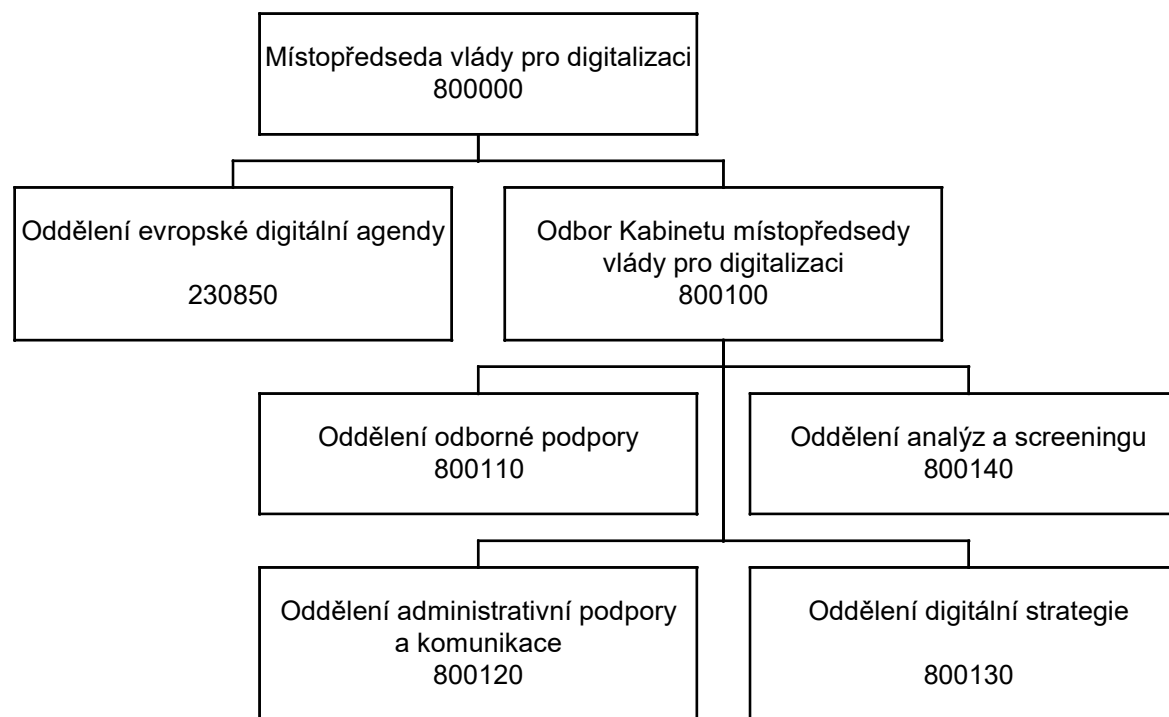 Místopředseda vlády pro digitalizaci
800000
Oddělení evropské digitální agendy
230850
Odbor Kabinetu místopředsedy
vlády pro digitalizaci
800100
Oddělení odborné podpory
800110
Oddělení analýz a screeningu
800140
Oddělení administrativní podpory
a komunikace
800120
Oddělení digitální strategie
800130